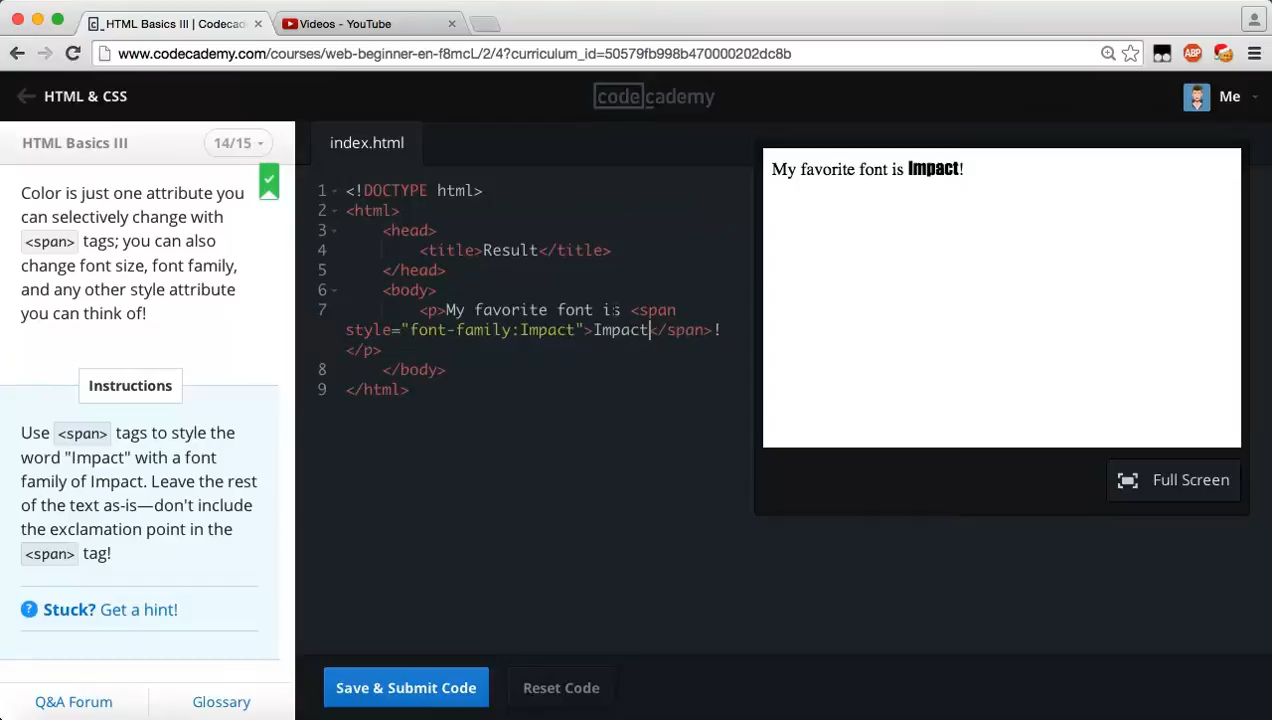 HTML Basics III | Codecac
Videos - YouTube
www.codecademy.com/courses/web-beginner-en-f8mcL/2/4?curriculum_id=50579fb998b470000202dc8b
ABP
HTML & CSS
codecademy
Me
HTML Basics III
14/15
Color is just one attribute you
can selectively change with
<span> tags; you can also
change font size, font family,
and any other style attribute
you can think of!
Instructions
Use <span> tags to style the
word "Impact" with a font
family of Impact. Leave the rest
of the text as-is—don't include
the exclamation point in the
<span> tag!
? Stuck? Get a hint!
Q&A Forum
Glossary
index.html
1 <!DOCTYPE html>
2 <html>
3 <head>
4 <title>Result</title>
5 </head>
6 <body>
7 <p>My favorite font is <span
style="font-family:Impact">Impact</span>!
</p>
8 </body>
9 </html>
Save & Submit Code
Reset Code
My favorite font is Impact!
Full Screen